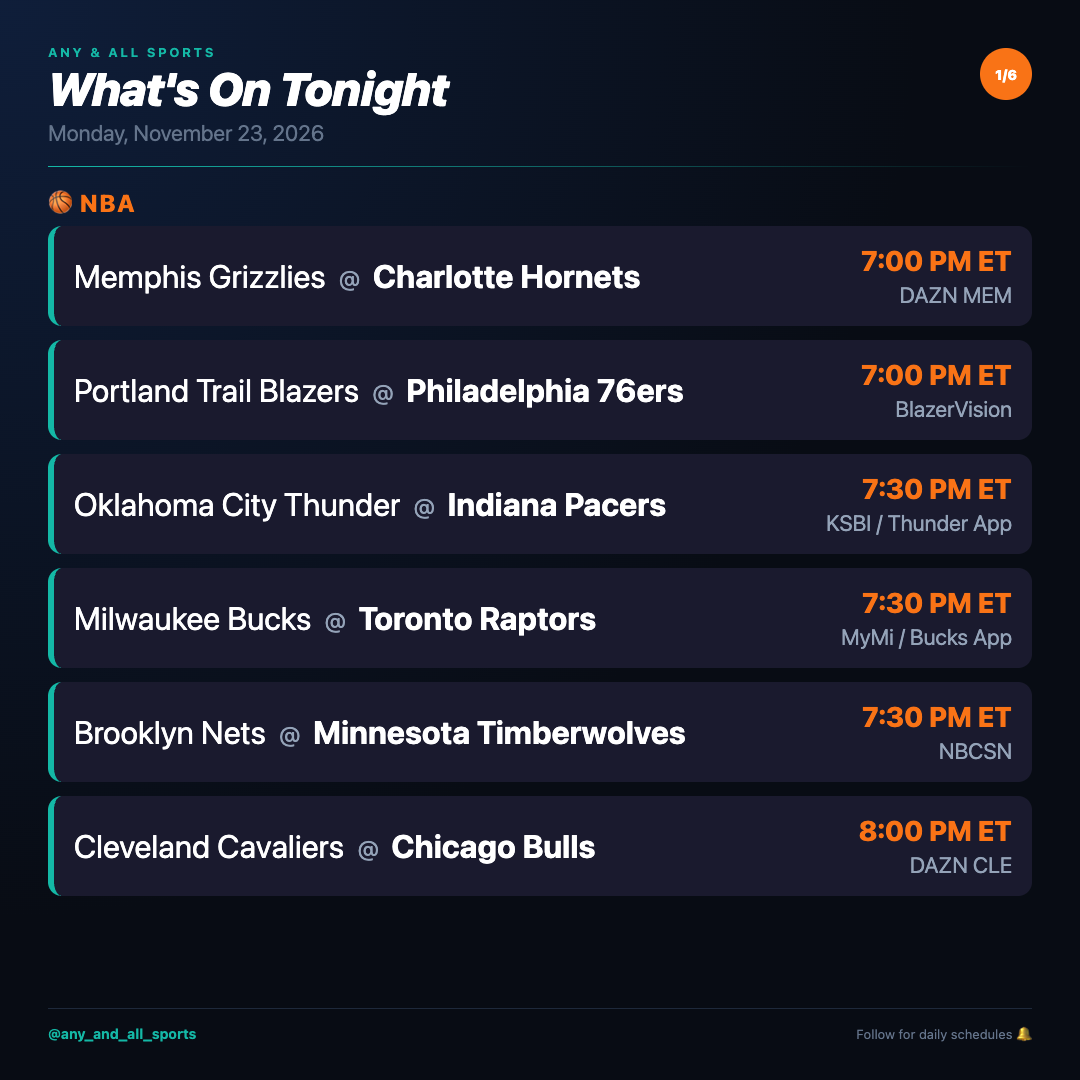 ANY & ALL SPORTS
What's On Tonight
Monday, November 23, 2026
1/6
🏀 NBA
Memphis Grizzlies @ Charlotte Hornets
7:00 PM ET
DAZN MEM
Portland Trail Blazers @ Philadelphia 76ers
7:00 PM ET
BlazerVision
Oklahoma City Thunder @ Indiana Pacers
7:30 PM ET
KSBI / Thunder App
Milwaukee Bucks @ Toronto Raptors
7:30 PM ET
MyMi / Bucks App
Brooklyn Nets @ Minnesota Timberwolves
7:30 PM ET
NBCSN
Cleveland Cavaliers @ Chicago Bulls
8:00 PM ET
DAZN CLE
@any_and_all_sports
Follow for daily schedules 🔔